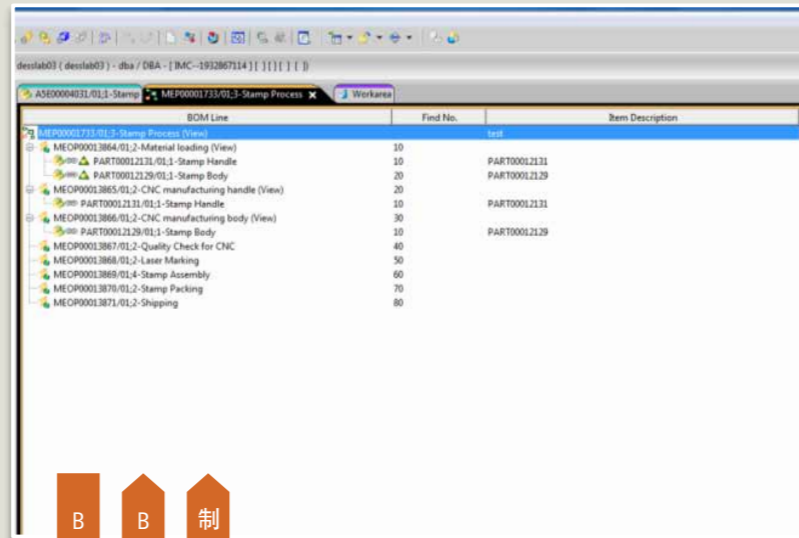 desslab03 ( desslab03 ) - dba / DBA - [ IMC--1932867114 ] [ ] [ ] [ ] [ ])
A5E00004031/01;1-Stamp MEP00001733/01;3-Stamp Process Workarea
BOM Line Find No. Item Description
MEP00001733/01;3-Stamp Process (View) test
MEOP00013864/01;2-Material loading (View) 10
PART00012131/01;1-Stamp Handle 10 PART00012131
PART00012129/01;1-Stamp Body 20 PART00012129
MEOP00013865/01;2-CNC manufacturing handle (View) 20
PART00012131/01;1-Stamp Handle 10 PART00012131
MEOP00013866/01;2-CNC manufacturing body (View) 30
PART00012129/01;1-Stamp Body 10 PART00012129
MEOP00013867/01;2-Quality Check for CNC 40
MEOP00013868/01;2-Laser Marking 50
MEOP00013869/01;4-Stamp Assembly 60
MEOP00013870/01;2-Stamp Packing 70
MEOP00013871/01;2-Shipping 80
B B 制